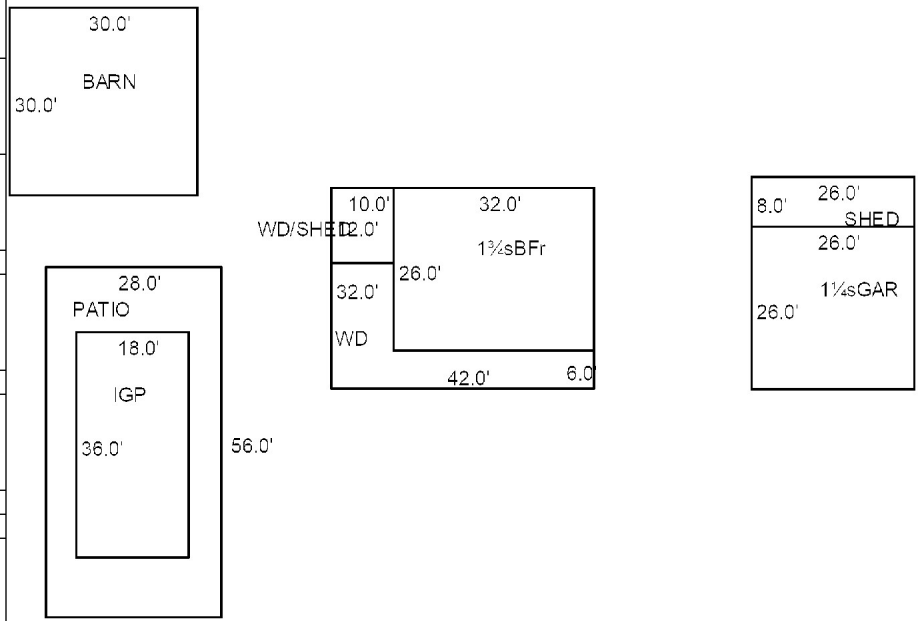 30.0'
BARN
30.0'
28.0'
PATIO
18.0'
IGP
36.0'
56.0'
10.0'
32.0'
WD/SHED
12.0'
1¾sBFr
26.0'
32.0'
WD
42.0'
6.0'
26.0'
8.0'
SHED
26.0'
1¼sGAR
26.0'